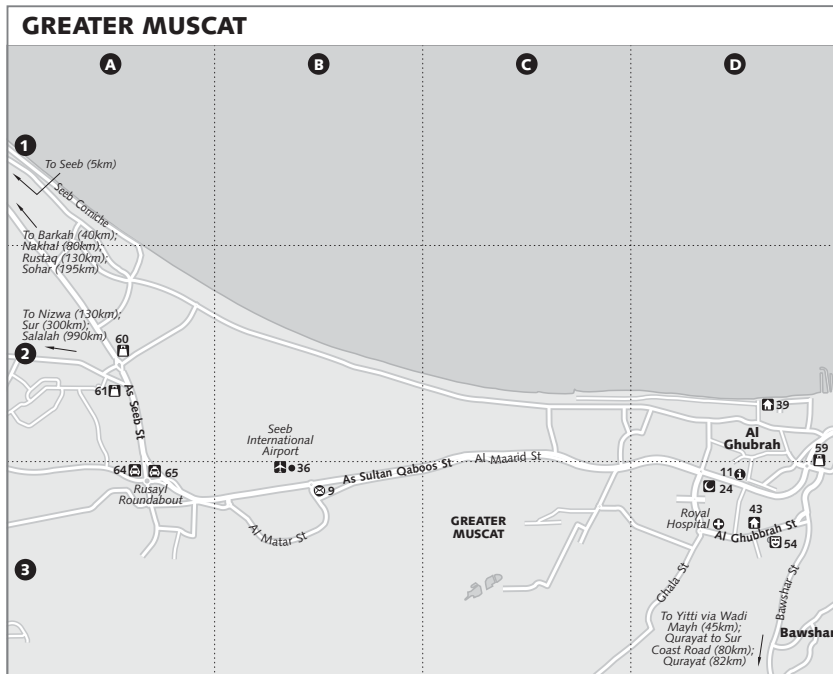 GREATER MUSCAT
A
B
C
D
1
To Seeb (5km)
Seeb Corniche
To Barkah (40km);
Nakhal (80km);
Rustaq (130km);
Sohar (195km)
To Nizwa (130km);
Sur (300km);
Salalah (990km)
60
2
61
As Seeb St
39
Al
Ghubrah
59
Seeb
International
Airport
36
As Sultan Qaboos St
Al Maarid St
64
65
Rusayl
Roundabout
9
11
24
Al Matar St
GREATER
MUSCAT
Royal
Hospital
43
Al Ghubbrah St
54
3
Ghala St
Bawshar St
To Yitti via Wadi
Mayh (45km);
Qurayat to Sur
Coast Road (80km);
Qurayat (82km)
Bawshar